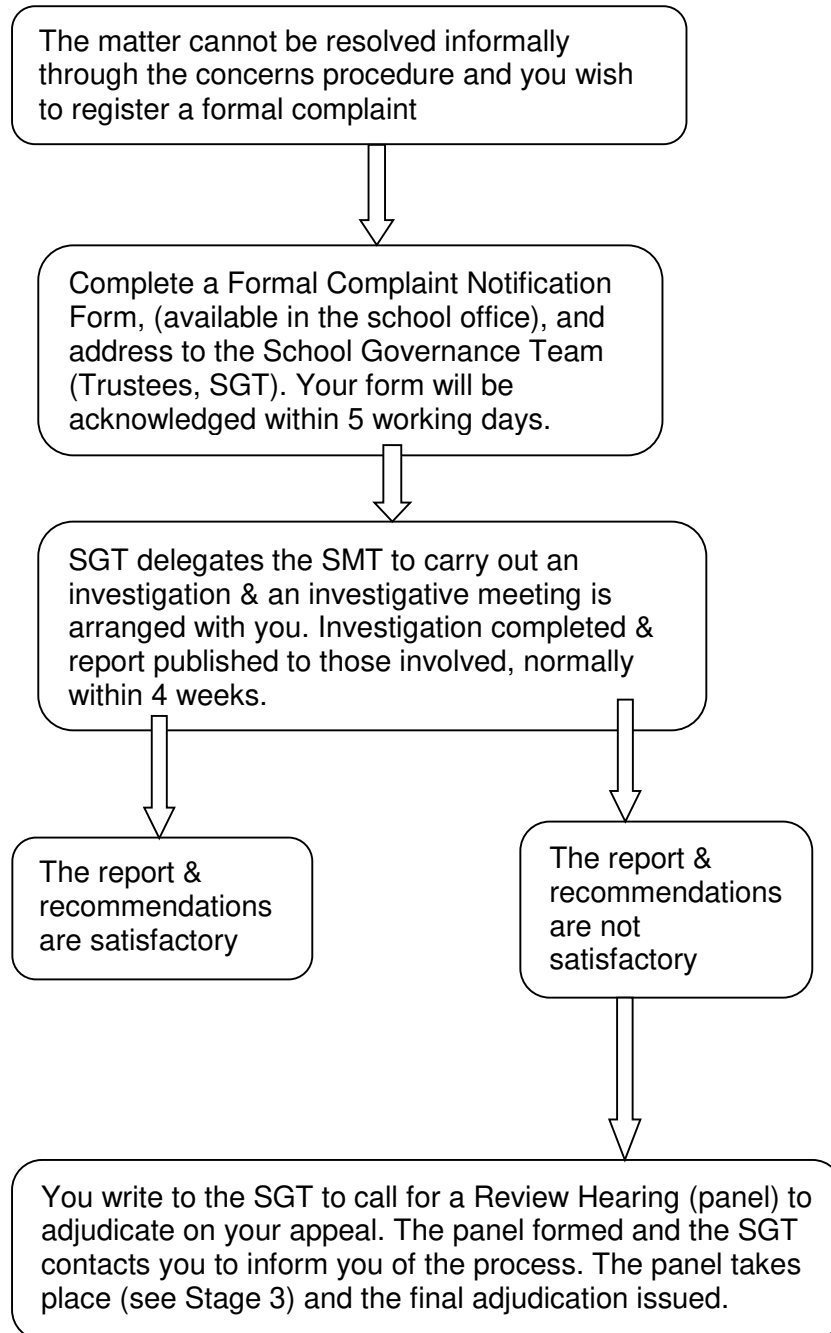 The matter cannot be resolved informally
through the concerns procedure and you wish
to register a formal complaint
Complete a Formal Complaint Notification
Form, (available in the school office), and
address to the School Governance Team
(Trustees, SGT). Your form will be
acknowledged within 5 working days.
SGT delegates the SMT to carry out an
investigation & an investigative meeting is
arranged with you. Investigation completed &
report published to those involved, normally
within 4 weeks.
The report &
recommendations
are satisfactory
The report &
recommendations
are not
satisfactory
You write to the SGT to call for a Review Hearing (panel) to
adjudicate on your appeal. The panel formed and the SGT
contacts you to inform you of the process. The panel takes
place (see Stage 3) and the final adjudication issued.